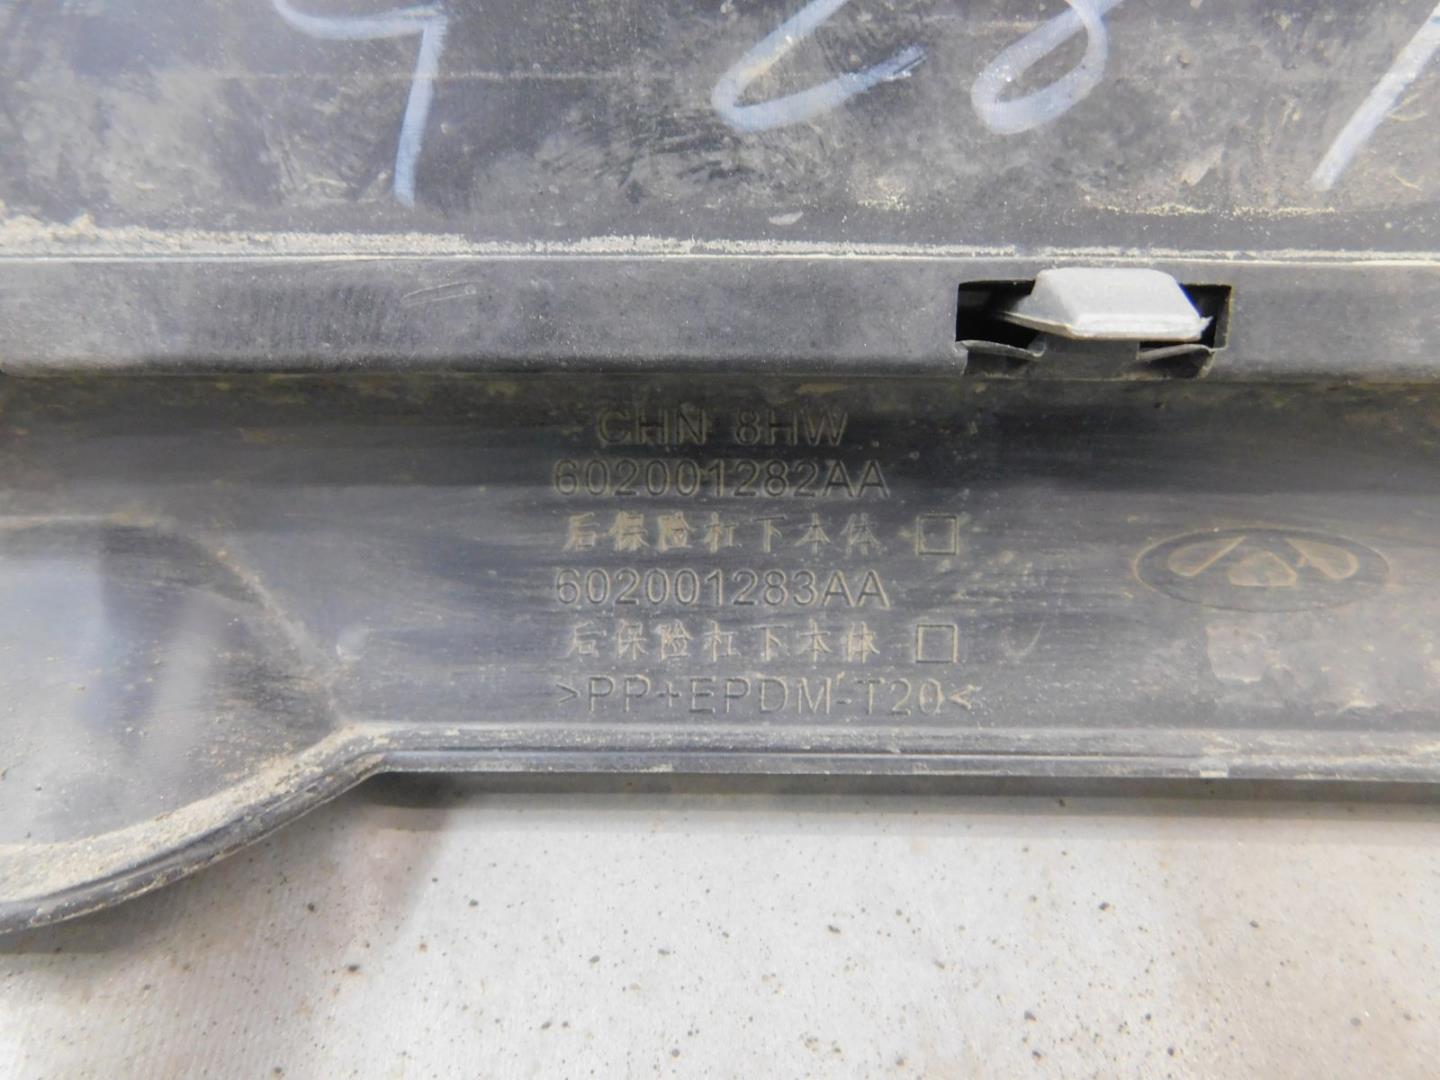 CHN 8HW
602001282AA
后保险杠下本体 □
602001283AA
后保险杠下本体 □
>PP+EPDM-T20<